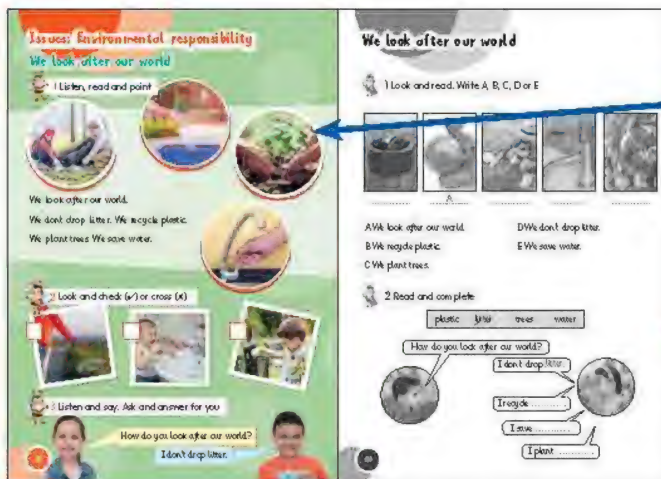 Issues: Environmental responsibility
We look after our world
1 Listen, read and point
We look after our world.
We don't drop litter. We recycle plastic.
We plant trees. We save water.
2 Look and check (✓) or cross (x)
3 Listen and say. Ask and answer for you
How do you look after our world?
I don't drop litter.
We look after our world
1 Look and read. Write A, B, C, D or E
A
A We look after our world.
B We recycle plastic.
C We plant trees.
D We don't drop litter.
E We save water.
2 Read and complete
plastic litter trees water
How do you look after our world?
I don't drop litter.
I recycle ............
I save ............
I plant ............